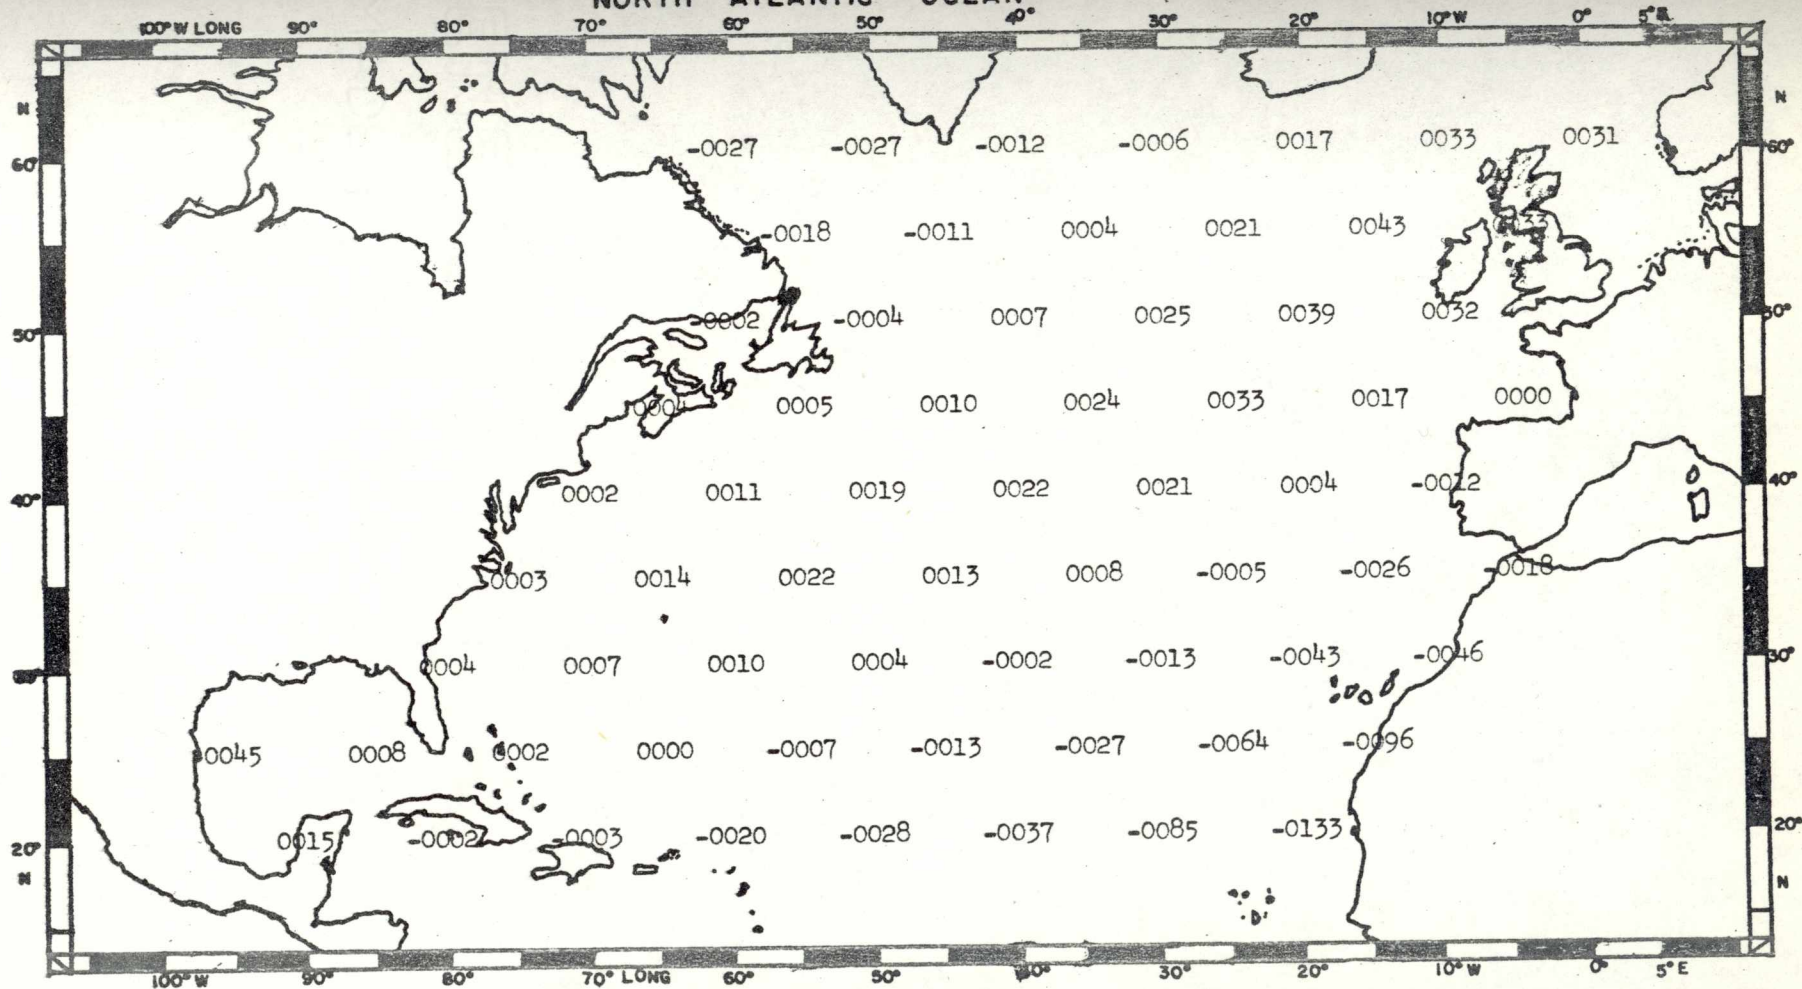 NORTH ATLANTIC OCEAN
100° W LONG 90° 80° 70° 60° 50° 40° 30° 20° 10° W 0° 5°
N N
-0027 -0027 -0012 -0006 0017 0033 0031
60° 60°
-0018 -0011 0004 0021 0043
-0002 -0004 0007 0025 0039 0032
50° 50°
0004 0005 0010 0024 0033 0017 0000
40° 0002 0011 0019 0022 0021 0004 -0012 40°
0003 0014 0022 0013 0008 -0005 -0026 -0018
0004 0007 0010 0004 -0002 -0013 -0043 -0046 30°
0045 0008 0002 0000 -0007 -0013 -0027 -0064 -0096
20° 0015 -0002 -0003 -0020 -0028 -0037 -0085 -0133 20°
N N
100° W 90° 80° 70° LONG 60° 50° 40° 30° 20° 10° W 0° 5° E